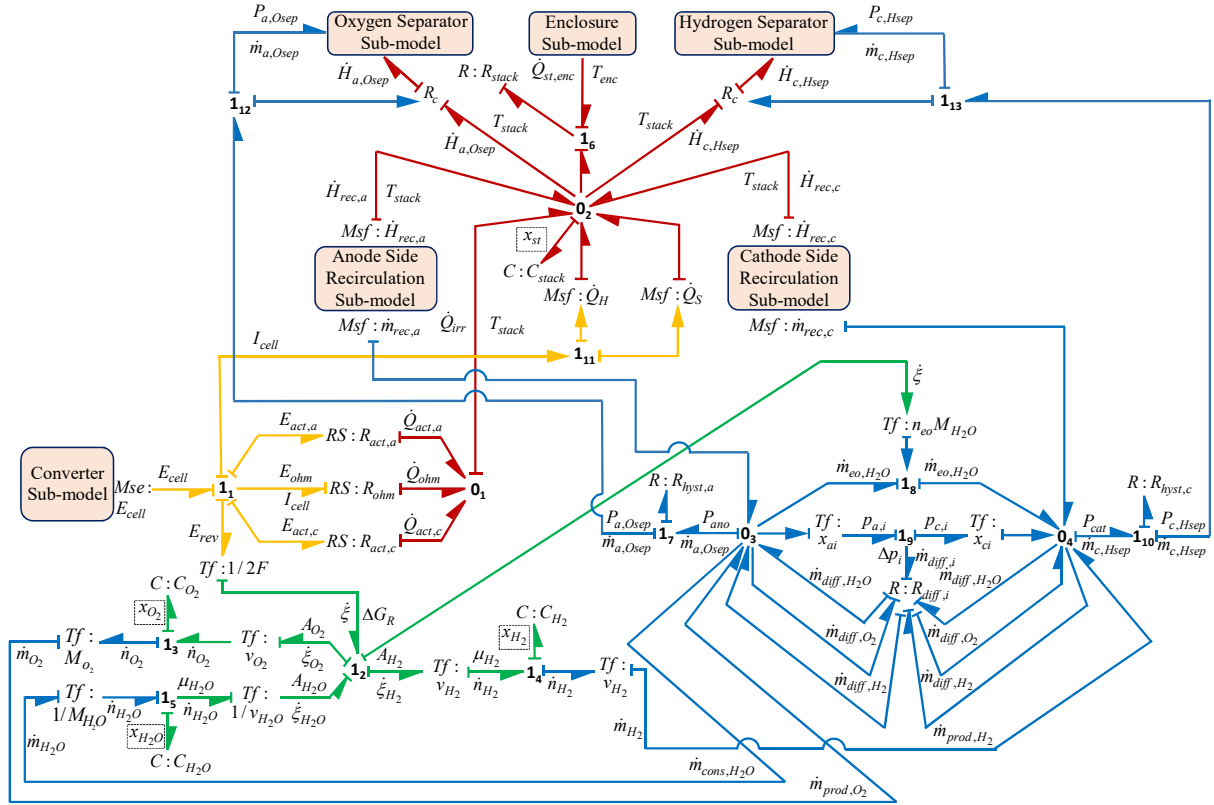 P_{a,Osep}
Oxygen Separator
Sub-model
Enclosure
Sub-model
Hydrogen Separator
Sub-model
P_{c,Hsep}
ṁ_{a,Osep}
ṁ_{c,Hsep}
Ḣ_{a,Osep}
R : R_{stack}
Q̇_{st,enc}
T_{enc}
Ḣ_{c,Hsep}
1_{12}
R_c
R_c
1_{13}
T_{stack}
Ḣ_{a,Osep}
1_6
T_{stack}
Ḣ_{c,Hsep}
Ḣ_{rec,a}
T_{stack}
T_{stack}
Ḣ_{rec,c}
0_2
Msf : Ḣ_{rec,a}
x_{st}
Msf : Ḣ_{rec,c}
Anode Side
Recirculation
Sub-model
C : C_{stack}
Cathode Side
Recirculation
Sub-model
Msf : Q̇_H
Msf : Q̇_S
Msf : ṁ_{rec,a}
Q̇_{irr}
T_{stack}
Msf : ṁ_{rec,c}
I_{cell}
1_{11}
ξ̇
Tf : n_{eo}M_{H_2O}
E_{act,a}
RS : R_{act,a}
Q̇_{act,a}
Converter
Sub-model
Mse :
E_{cell}
E_{cell}
1_1
E_{ohm}
I_{cell}
RS : R_{ohm}
Q̇_{ohm}
0_1
E_{act,c}
RS : R_{act,c}
Q̇_{act,c}
E_{rev}
Tf : 1/2F
R : R_{hyst,a}
ṁ_{eo,H_2O}
1_8
ṁ_{eo,H_2O}
R : R_{hyst,c}
P_{a,Osep}
ṁ_{a,Osep}
1_7
P_{ano}
ṁ_{a,Osep}
0_3
Tf :
x_{ai}
p_{a,i}
1_9
p_{c,i}
Tf :
x_{ci}
0_4
P_{cat}
ṁ_{c,Hsep}
1_{10}
P_{c,Hsep}
ṁ_{c,Hsep}
Δp_i
ṁ_{diff,i}
ṁ_{diff,H_2O}
ṁ_{diff,H_2O}
R : R_{diff,i}
ṁ_{diff,O_2}
ṁ_{diff,O_2}
ṁ_{diff,H_2}
ṁ_{diff,H_2}
ṁ_{prod,H_2}
C : C_{O_2}
x_{O_2}
ξ̇
ΔG_R
Tf :
M_{o_2}
ṁ_{O_2}
ṅ_{O_2}
1_3
ṅ_{O_2}
Tf :
v_{O_2}
A_{O_2}
ξ̇_{O_2}
1_2
A_{H_2}
ξ̇_{H_2}
Tf :
v_{H_2}
μ_{H_2}
ṅ_{H_2}
C : C_{H_2}
x_{H_2}
1_4
ṅ_{H_2}
Tf :
v_{H_2}
Tf :
1/M_{H_2O}
ṁ_{H_2O}
ṅ_{H_2O}
1_5
μ_{H_2O}
ṅ_{H_2O}
Tf :
1/v_{H_2O}
A_{H_2O}
ξ̇_{H_2O}
ṁ_{H_2}
x_{H_2O}
C : C_{H_2O}
ṁ_{cons,H_2O}
ṁ_{prod,O_2}